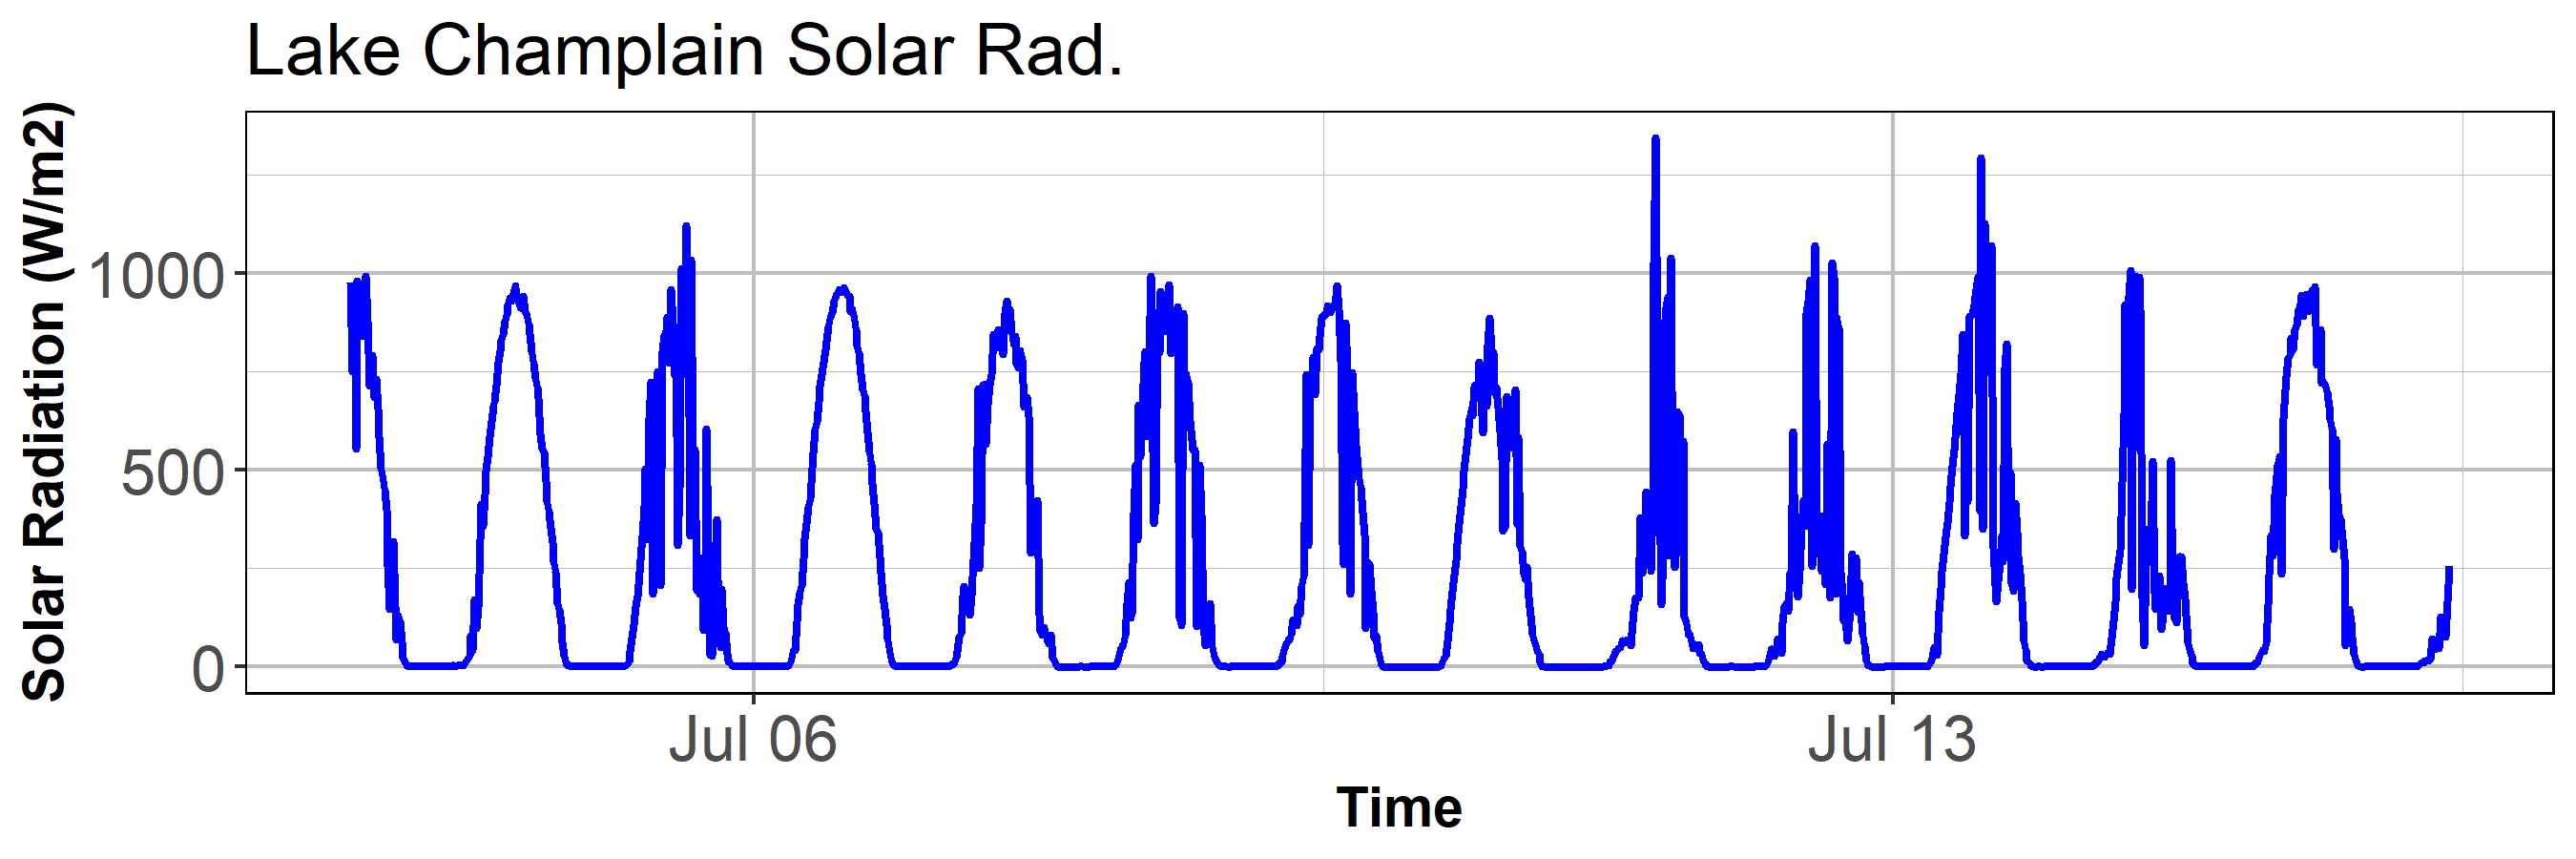 Lake Champlain Solar Rad.
Solar Radiation (W/m2)
1000
500
0
Jul 06
Jul 13
Time